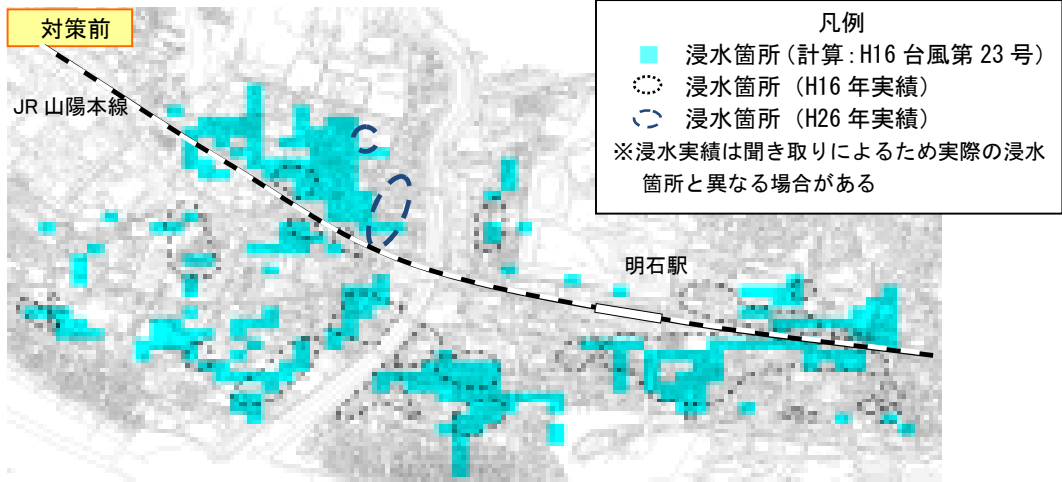 対策前
凡例
浸水箇所(計算:H16 台風第 23 号)
浸水箇所(H16 年実績)
浸水箇所(H26 年実績)
※浸水実績は聞き取りによるため実際の浸水
箇所と異なる場合がある
JR 山陽本線
明石駅